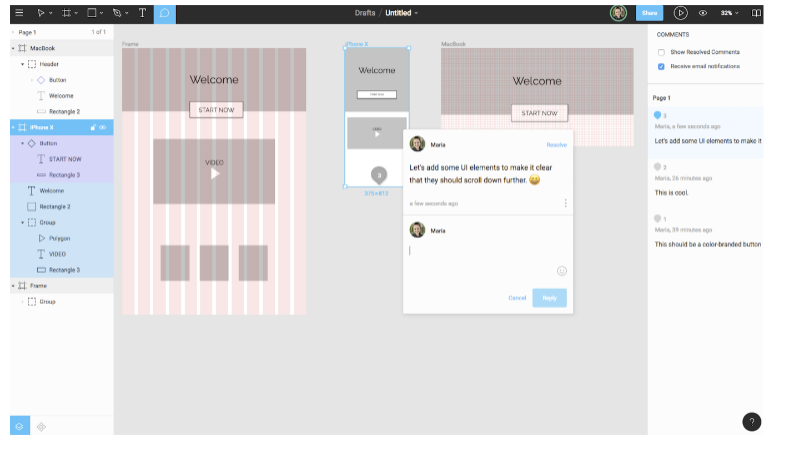 T
Drafts / Untitled
Share
32%
Page 1
1 of 1
MacBook
Header
Button
Welcome
Rectangle 2
iPhone X
Button
START NOW
Rectangle 3
Welcome
Rectangle 2
Group
Polygon
VIDEO
Rectangle 3
Frame
Group
Frame
Welcome
START NOW
VIDEO
iPhone X
Welcome
START NOW
VIDEO
3
375×812
MacBook
Welcome
START NOW
Maria
Resolve
Let's add some UI elements to make it clear
that they should scroll down further. 😄
a few seconds ago
Maria
Cancel
Reply
COMMENTS
Show Resolved Comments
Receive email notifications
Page 1
3
Maria, a few seconds ago
Let's add some UI elements to make it
2
Maria, 26 minutes ago
This is cool.
1
Maria, 39 minutes ago
This should be a color-branded button
?